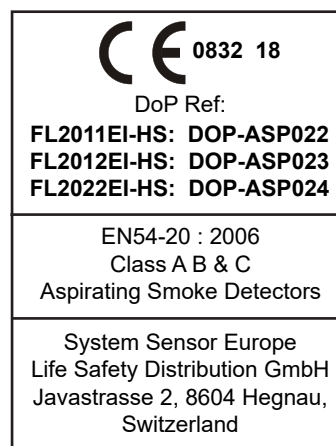 CE 0832 18
DoP Ref:
FL2011EI-HS: DOP-ASP022
FL2012EI-HS: DOP-ASP023
FL2022EI-HS: DOP-ASP024
EN54-20 : 2006
Class A B & C
Aspirating Smoke Detectors
System Sensor Europe
Life Safety Distribution GmbH
Javastrasse 2, 8604 Hegnau,
Switzerland